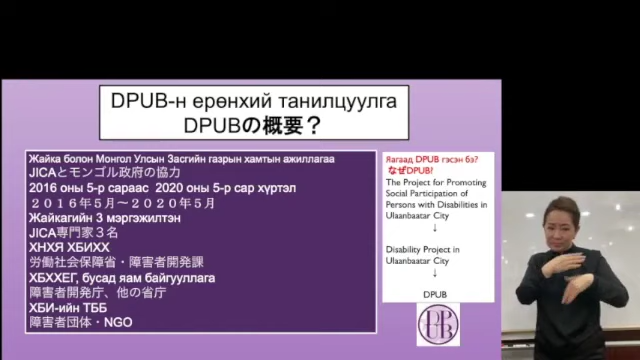 DPUB-н ерөнхий танилцуулга
DPUBの概要？
Жайка болон Монгол Улсын Засгийн газрын хамтын ажиллагаа
JICAとモンゴル政府の協力
2016 оны 5-р сараас 2020 оны 5-р сар хүртэл
２０１６年５月～２０２０年５月
Жайкагийн 3 мэргэжилтэн
JICA専門家３名
ХНХЯ ХБИХХ
労働社会保障省・障害者開発課
ХБХХЕГ, бусад яам байгууллага
障害者開発庁、他の省庁
ХБИ-ийн ТББ
障害者団体・NGO
Яагаад DPUB гэсэн бэ?
なぜDPUB?
The Project for Promoting
Social Participation of
Persons with Disabilities in
Ulaanbaatar City
↓
Disability Project in
Ulaanbaatar City
↓
DPUB
DP
UB